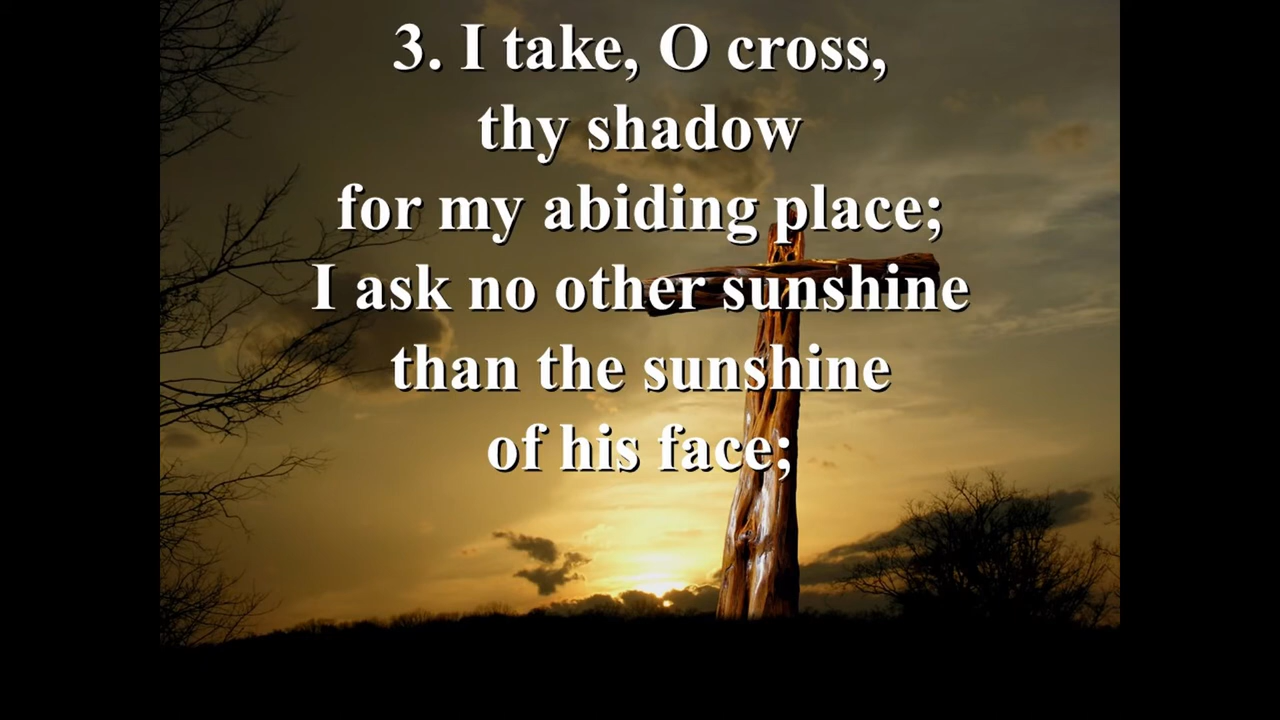 3. I take, O cross,
thy shadow
for my abiding place;
I ask no other sunshine
than the sunshine
of his face;